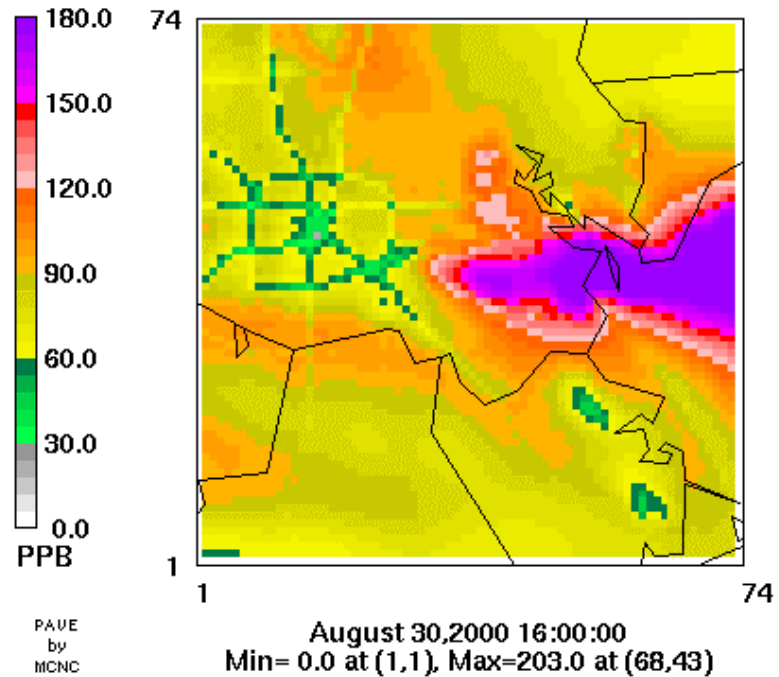 180.0
150.0
120.0
90.0
60.0
30.0
0.0
PPB
74
1
1
74
PAVE
by
MCNC
August 30,2000 16:00:00
Min= 0.0 at (1,1), Max=203.0 at (68,43)